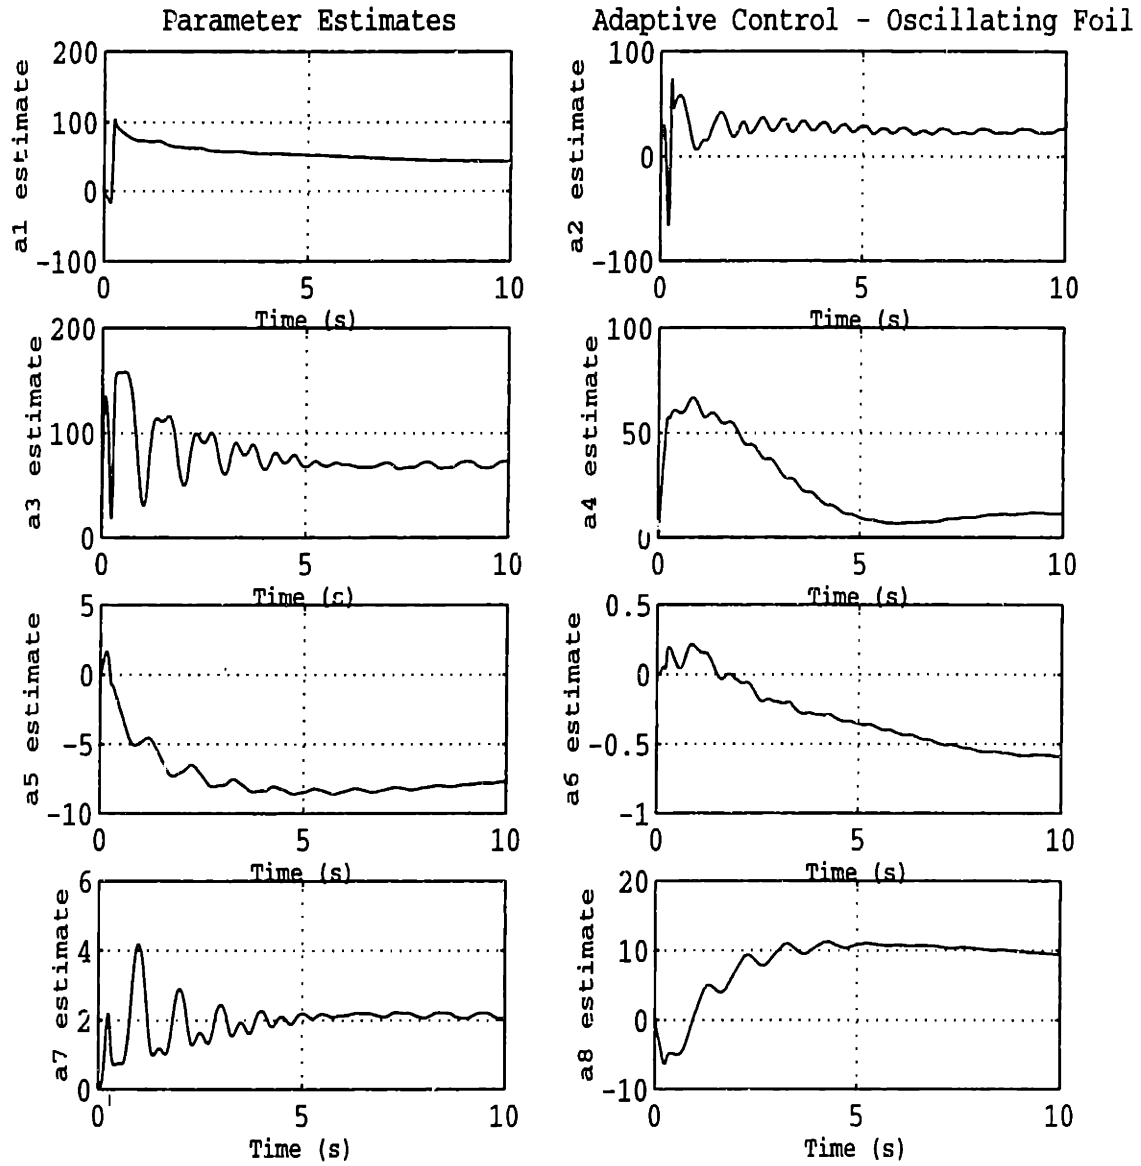 Parameter Estimates
Adaptive Control - Oscillating Foil
a1 estimate
200
100
0
-100
0 5 10
Time (s)
a2 estimate
100
0
-100
0 5 10
Time (s)
a3 estimate
200
100
0
0 5 10
Time (s)
a4 estimate
100
50
0
0 5 10
Time (s)
a5 estimate
5
0
-5
-10
0 5 10
Time (s)
a6 estimate
0.5
0
-0.5
-1
0 5 10
Time (s)
a7 estimate
6
4
2
0
0 5 10
Time (s)
a8 estimate
20
10
0
-10
0 5 10
Time (s)